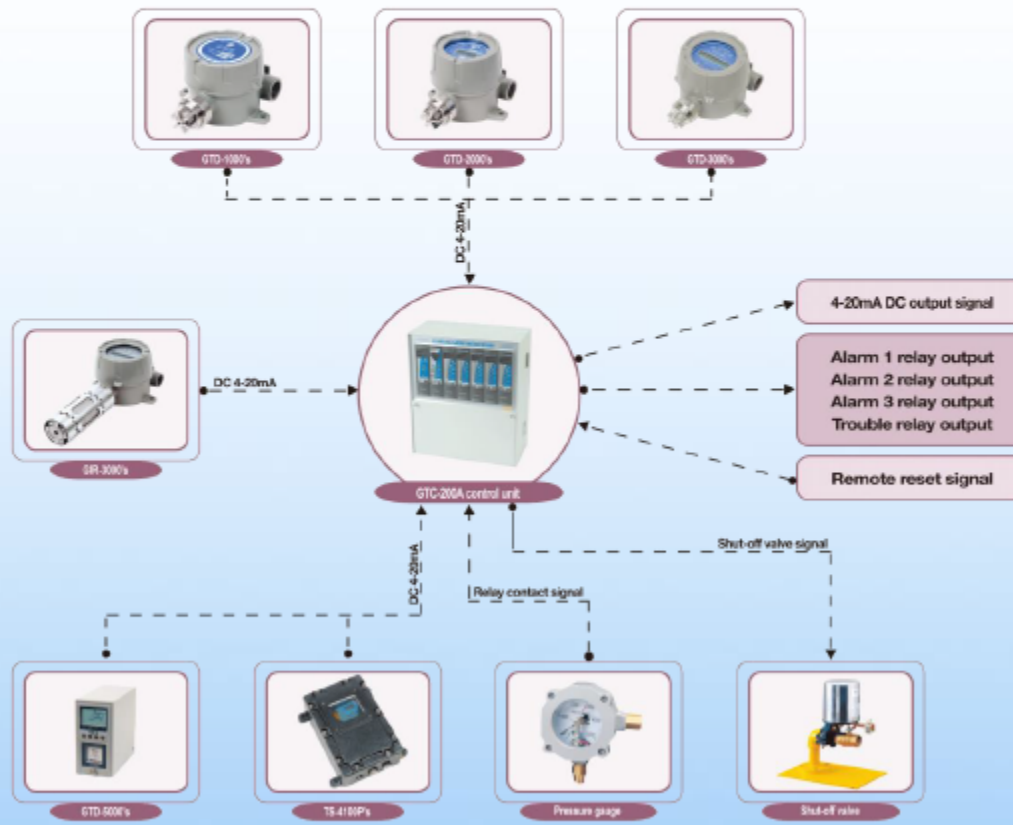 GTD-1000's
GTD-2000's
GTD-3000's
DC 4-20mA
4-20mA DC output signal
Alarm 1 relay output
Alarm 2 relay output
Alarm 3 relay output
Trouble relay output
DC 4-20mA
GIR-3000's
Remote reset signal
GTC-200A control unit
Shut-off valve signal
DC 4-20mA
Relay contact signal
GTD-5000's
TS-4100P's
Pressure gauge
Shut-off valve